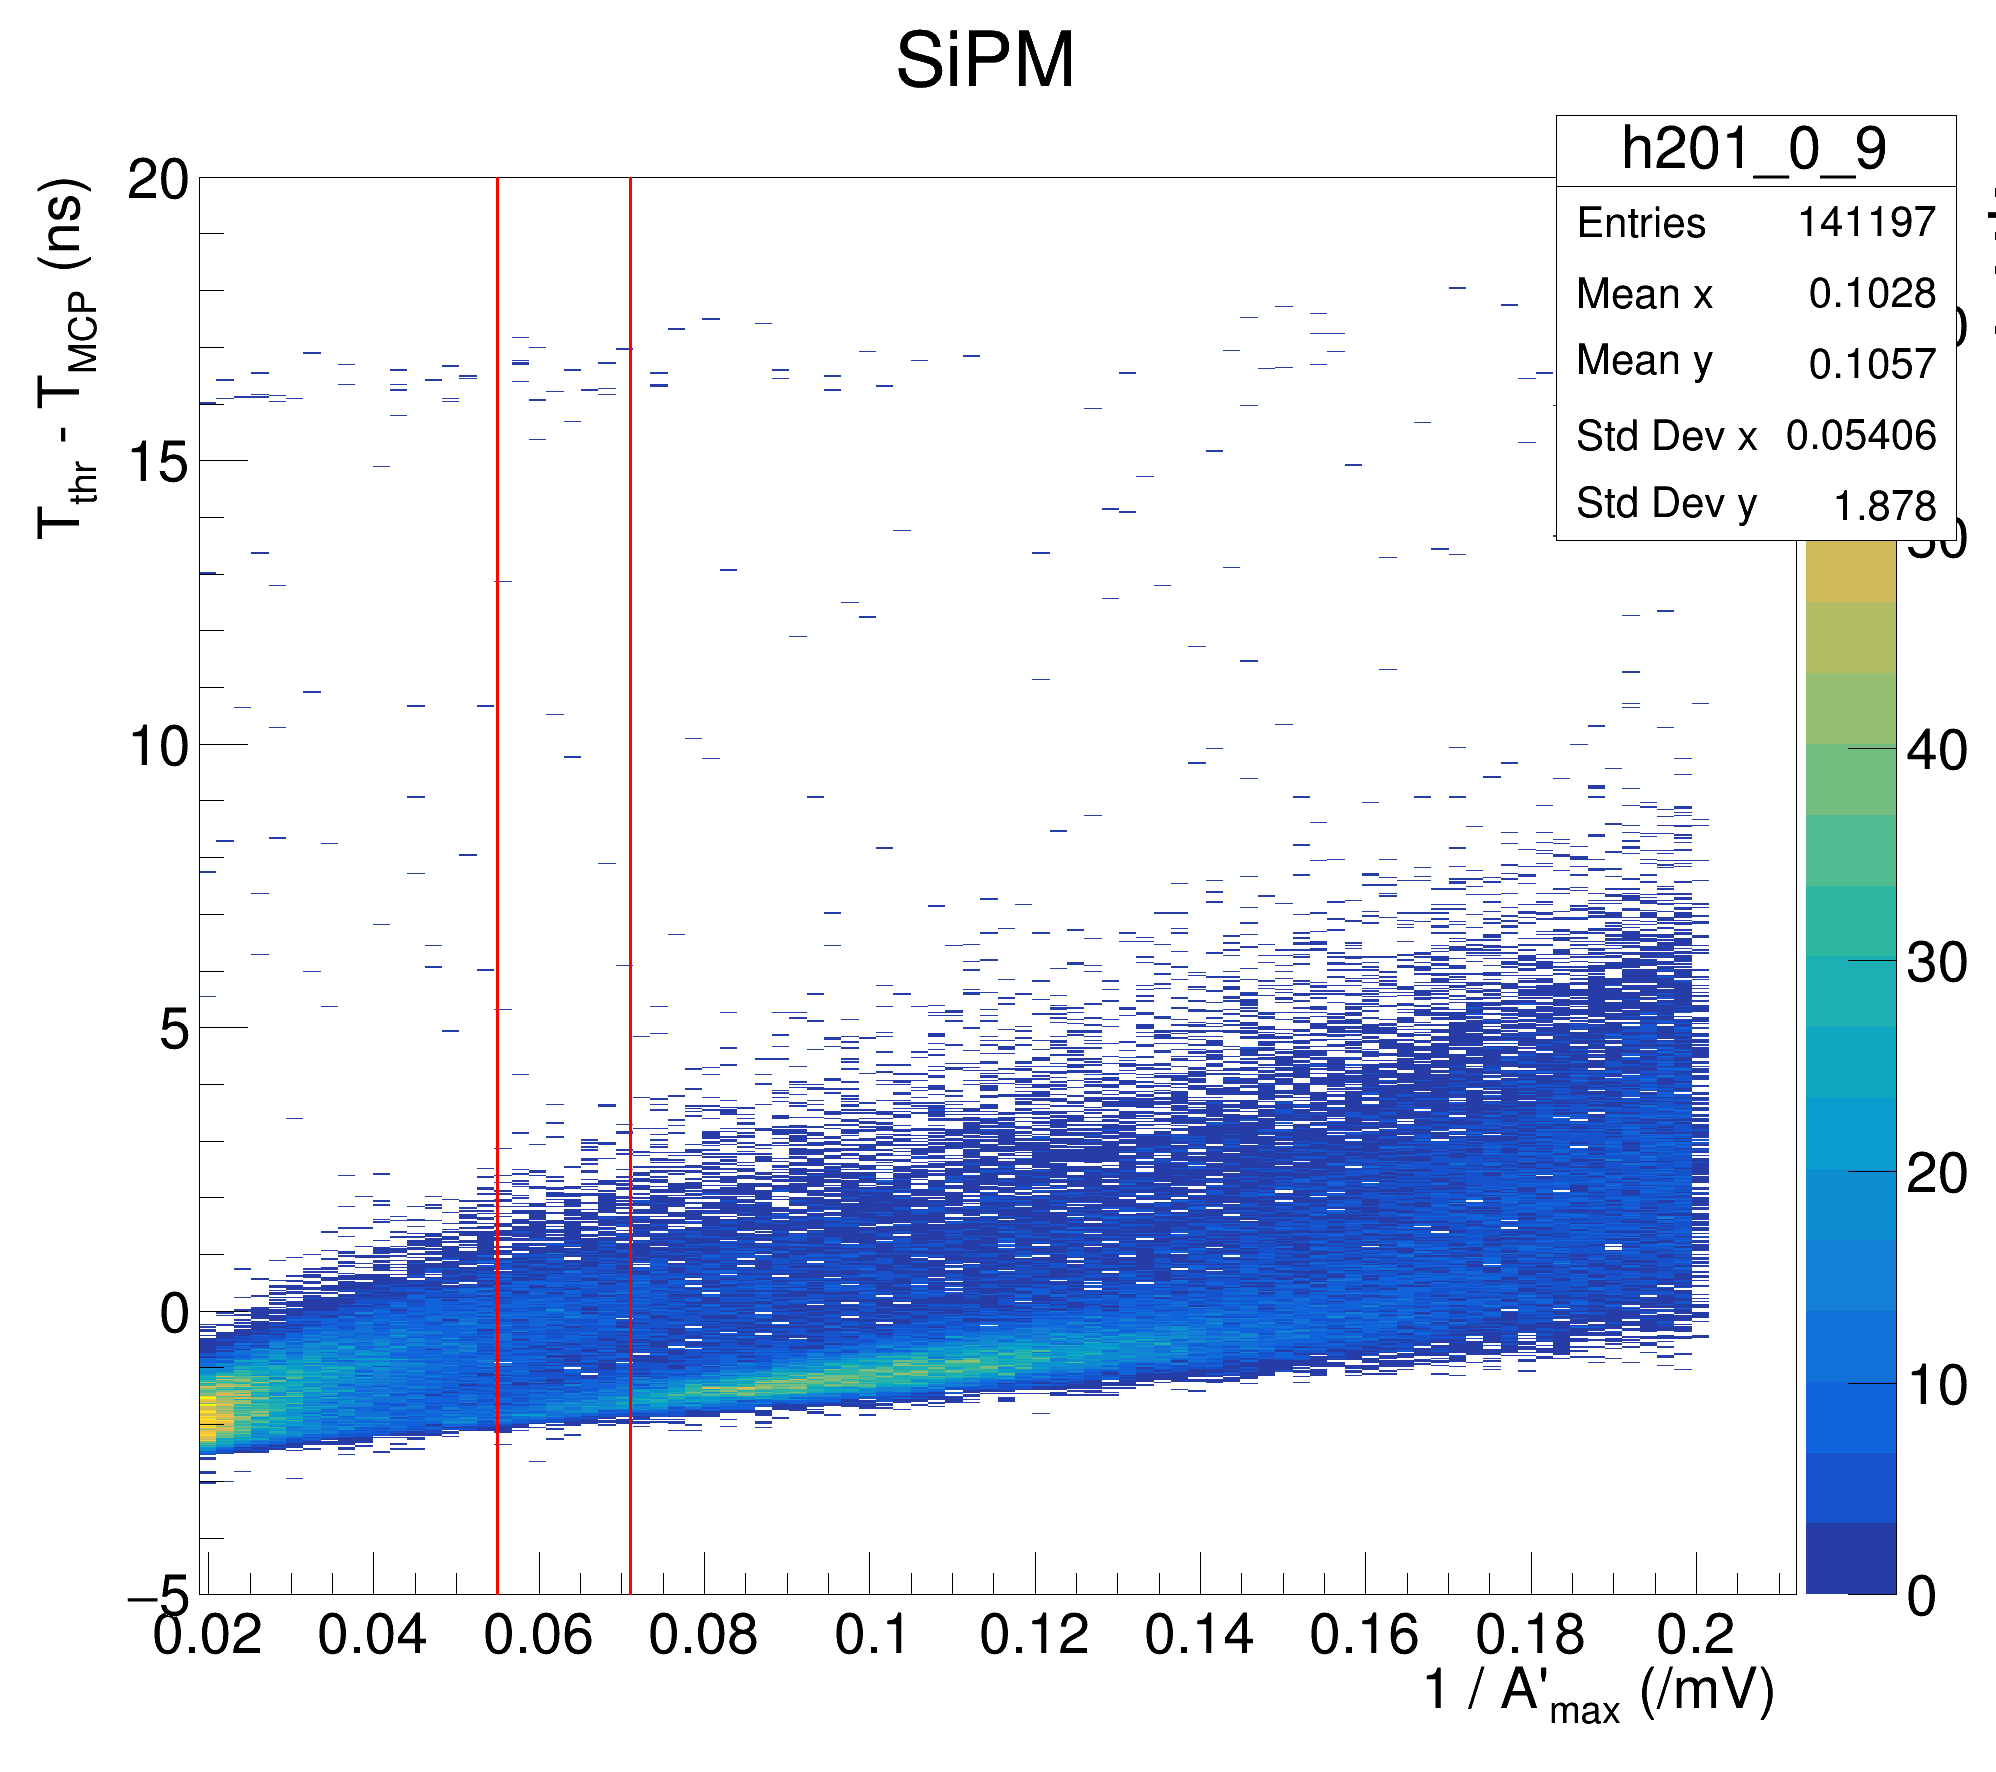 SiPM
h201_0_9
Entries 141197
Mean x 0.1028
Mean y 0.1057
Std Dev x 0.05406
Std Dev y 1.878
T_thr - T_MCP (ns)
20
15
10
5
0
−5
40
30
20
10
0
0.02 0.04 0.06 0.08 0.1 0.12 0.14 0.16 0.18 0.2
1 / A'_max (/mV)